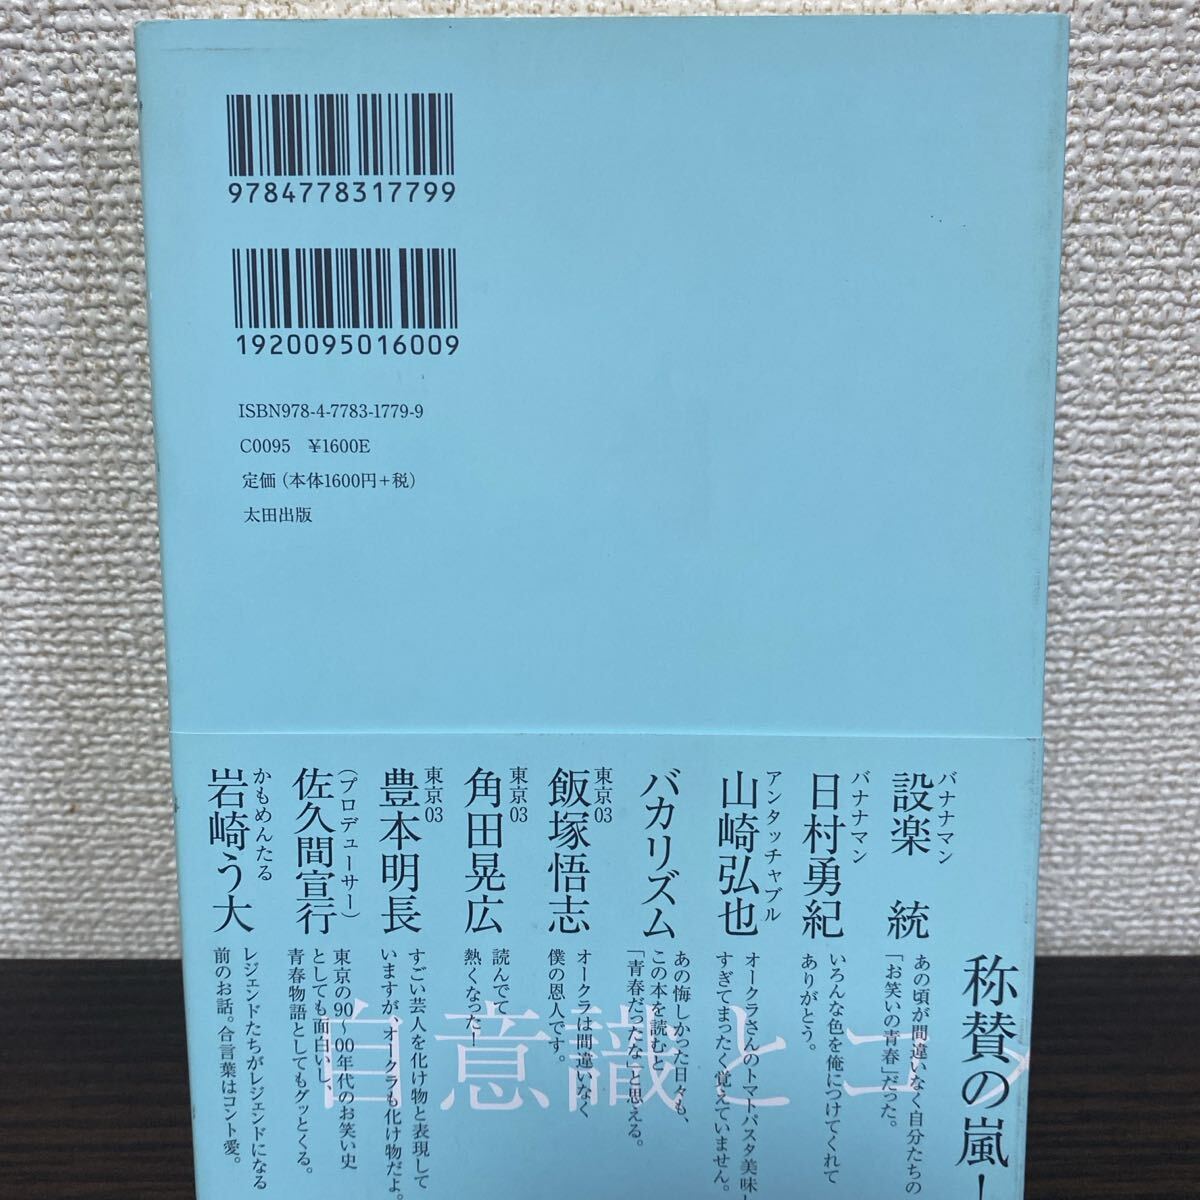 9784778317799
1920095016009
ISBN978-4-7783-1779-9
C0095 ¥1600E
定価（本体1600円+税）
太田出版
称賛の嵐！
バナナマン
設楽 統
あの頃が間違いなく自分たちの
「お笑いの青春」だった。
バナナマン
日村勇紀
いろんな色を俺につけてくれて
ありがとう。
アンタッチャブル
山崎弘也
オークラさんのトマトパスタ美味し
すぎてまったく覚えていません。
バカリズム
あの悔しかった日々も、
この本を読むと
「青春だったな」と思える。
東京03
飯塚悟志
オークラは間違いなく
僕の恩人です。
東京03
角田晃広
読んでて
熱くなったー
東京03
豊本明長
すごい芸人を化け物と表現して
いますが、オークラも化け物だよ。
（プロデューサー）
佐久間宣行
東京の90〜00年代のお笑い史
としても面白いし、
青春物語としてもグッとくる。
かもめんたる
岩崎う大
レジェンドたちがレジェンドになる
前のお話。合言葉はコント愛。
自意識とコ